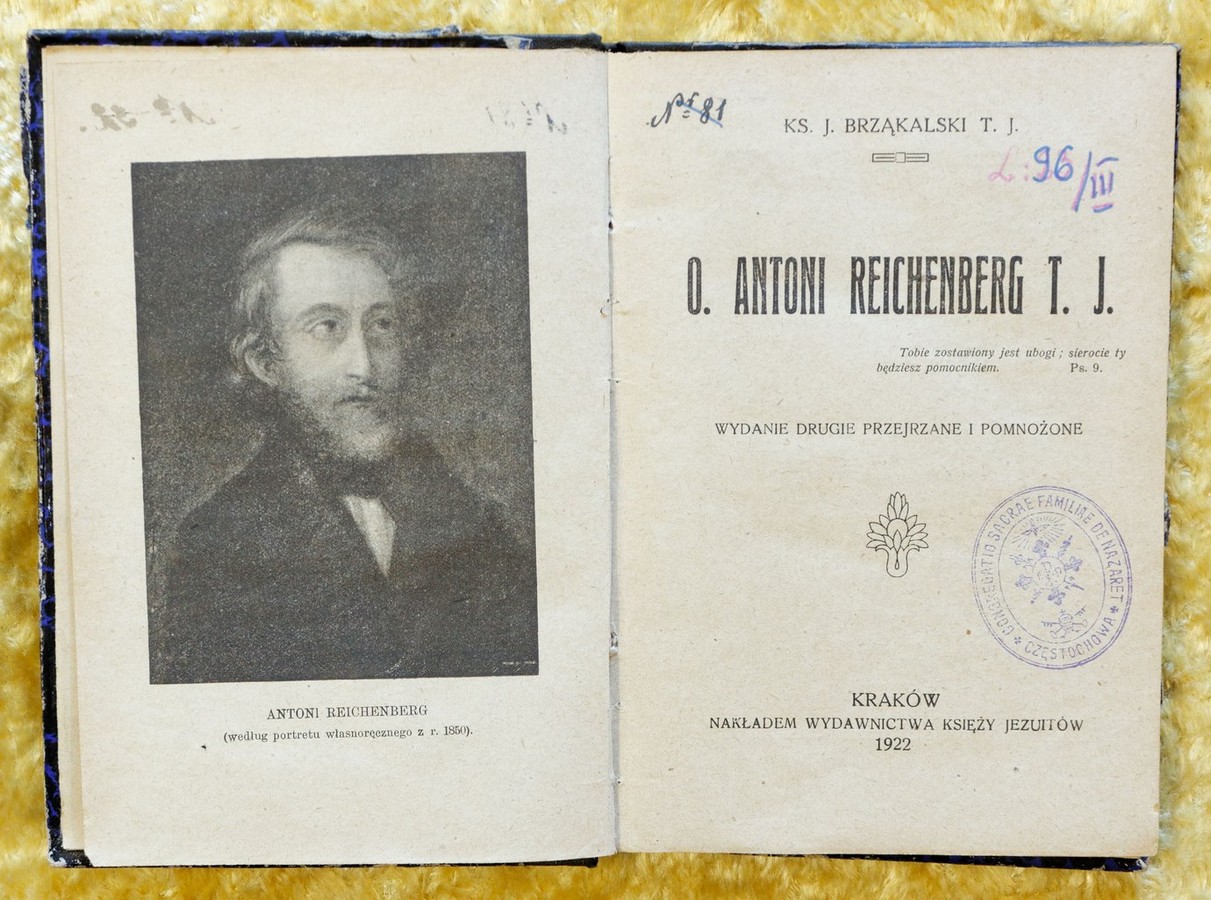 ANTONI REICHENBERG
(według portretu własnoręcznego z r. 1850).
Nr 81
KS. J. BRZĄKALSKI T. J.
96/III
O. ANTONI REICHENBERG T. J.
Tobie zostawiony jest ubogi; sierocie ty
będziesz pomocnikiem. Ps. 9.
WYDANIE DRUGIE PRZEJRZANE I POMNOŻONE
CONGREGATIO SACRAE FAMILIAE DE NAZARET
CZĘSTOCHOWA
KRAKÓW
NAKŁADEM WYDAWNICTWA KSIĘŻY JEZUITÓW
1922